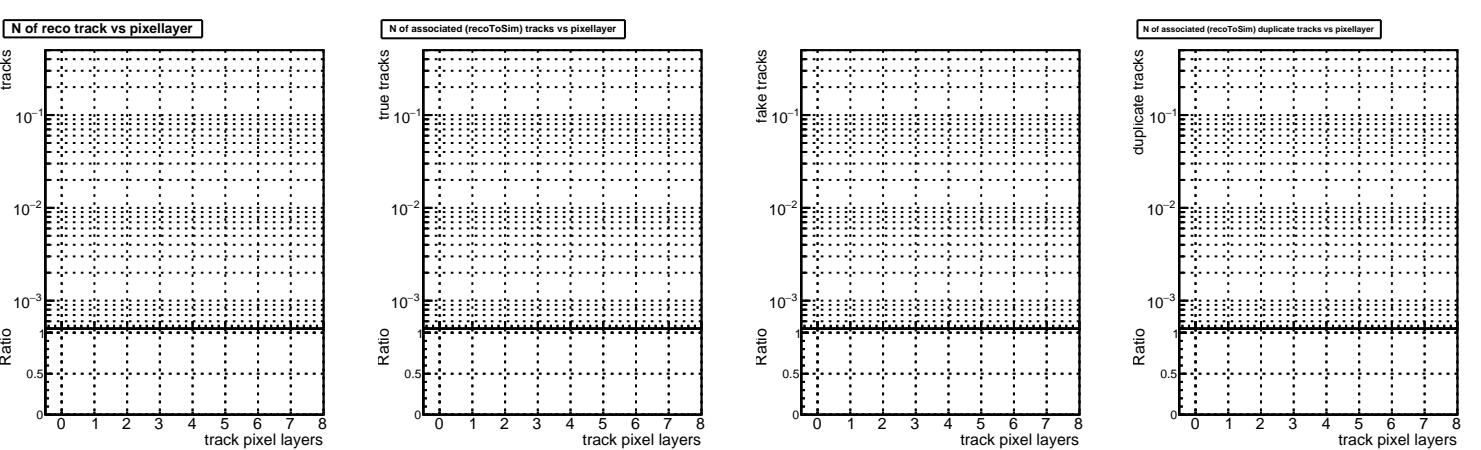 N of reco track vs pixellayer
tracks
10⁻¹
10⁻²
10⁻³
Ratio
1
0.5
0
0 1 2 3 4 5 6 7 8
track pixel layers
N of associated (recoToSim) tracks vs pixellayer
true tracks
10⁻¹
10⁻²
10⁻³
Ratio
1
0.5
0
0 1 2 3 4 5 6 7 8
track pixel layers
fake tracks
10⁻¹
10⁻²
10⁻³
Ratio
1
0.5
0
0 1 2 3 4 5 6 7 8
track pixel layers
N of associated (recoToSim) duplicate tracks vs pixellayer
duplicate tracks
10⁻¹
10⁻²
10⁻³
Ratio
1
0.5
0
0 1 2 3 4 5 6 7 8
track pixel layers